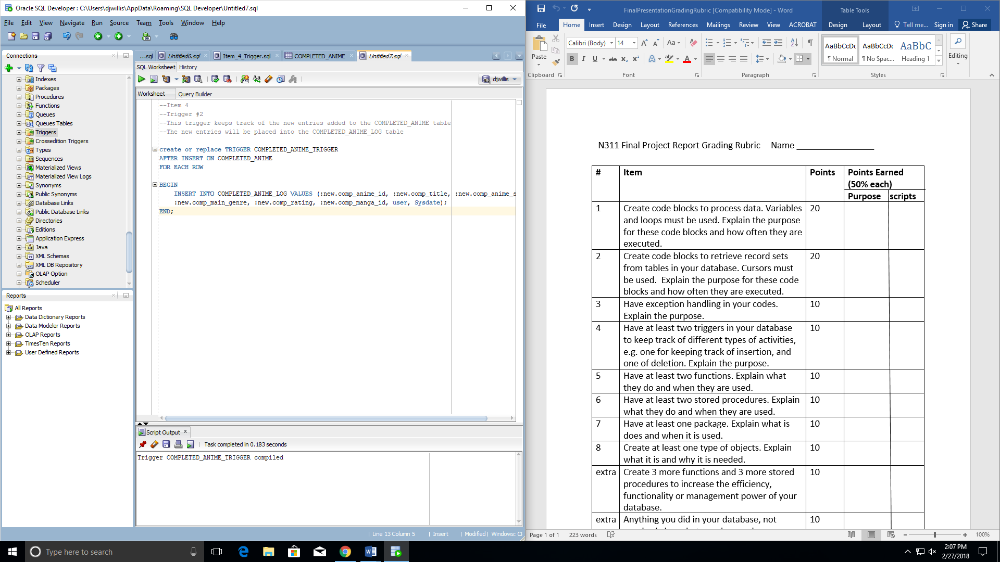 Oracle SQL Developer : C:\Users\djwillis\AppData\Roaming\SQL Developer\Untitled7.sql
File Edit View Navigate Run Source Team Tools Window Help
Connections
Indexes
Packages
Procedures
Functions
Queues
Queues Tables
Triggers
Crossedition Triggers
Types
Sequences
Materialized Views
Materialized View Logs
Synonyms
Public Synonyms
Database Links
Public Database Links
Directories
Editions
Application Express
Java
XML Schemas
XML DB Repository
OLAP Option
Scheduler
Reports
All Reports
Data Dictionary Reports
Data Modeler Reports
OLAP Reports
TimesTen Reports
User Defined Reports
...sql Untitled6.sql Item_4_Trigger.sql COMPLETED_ANIME Untitled7.sql
SQL Worksheet History
djwillis
Worksheet Query Builder
--Item 4
--Trigger #2
--This trigger keeps track of the new entries added to the COMPLETED_ANIME table
--The new entries will be placed into the COMPLETED_ANIME_LOG table
create or replace TRIGGER COMPLETED_ANIME_TRIGGER
AFTER INSERT ON COMPLETED_ANIME
FOR EACH ROW
BEGIN
INSERT INTO COMPLETED_ANIME_LOG VALUES (:new.comp_anime_id, :new.comp_title, :new.comp_anime_s
:new.comp_main_genre, :new.comp_rating, :new.comp_manga_id, user, Sysdate);
END;
Script Output
Task completed in 0.183 seconds
Trigger COMPLETED_ANIME_TRIGGER compiled
Line 13 Column 5 Insert Modified Windows: CF
FinalPresentationGradingRubric [Compatibility Mode] - Word Table Tools
File Home Insert Design Layout References Mailings Review View ACROBAT Design Layout Tell me... Sign in Share
Paste
Clipboard
Calibri (Body) 14
Font
Paragraph
AaBbCcDc AaBbCcDc AaBbC
¶ Normal ¶ No Spac... Heading 1
Styles
Editing
N311 Final Project Report Grading Rubric Name _________________
# Item Points Points Earned
(50% each)
Purpose scripts
1 Create code blocks to process data. Variables 20
and loops must be used. Explain the purpose
for these code blocks and how often they are
executed.
2 Create code blocks to retrieve record sets 20
from tables in your database. Cursors must
be used. Explain the purpose for these code
blocks and how often they are executed.
3 Have exception handling in your codes. 10
Explain the purpose.
4 Have at least two triggers in your database 10
to keep track of different types of activities,
e.g. one for keeping track of insertion, and
one of deletion. Explain the purpose.
5 Have at least two functions. Explain what 10
they do and when they are used.
6 Have at least two stored procedures. Explain 10
what they do and when they are used.
7 Have at least one package. Explain what is 10
does and when it is used.
8 Create at least one type of objects. Explain 10
what it is and why it is needed.
extra Create 3 more functions and 3 more stored 10
procedures to increase the efficiency,
functionality or management power of your
database.
extra Anything you did in your database, not 10
Page 1 of 1 223 words 100%
Type here to search
2:07 PM
2/27/2018